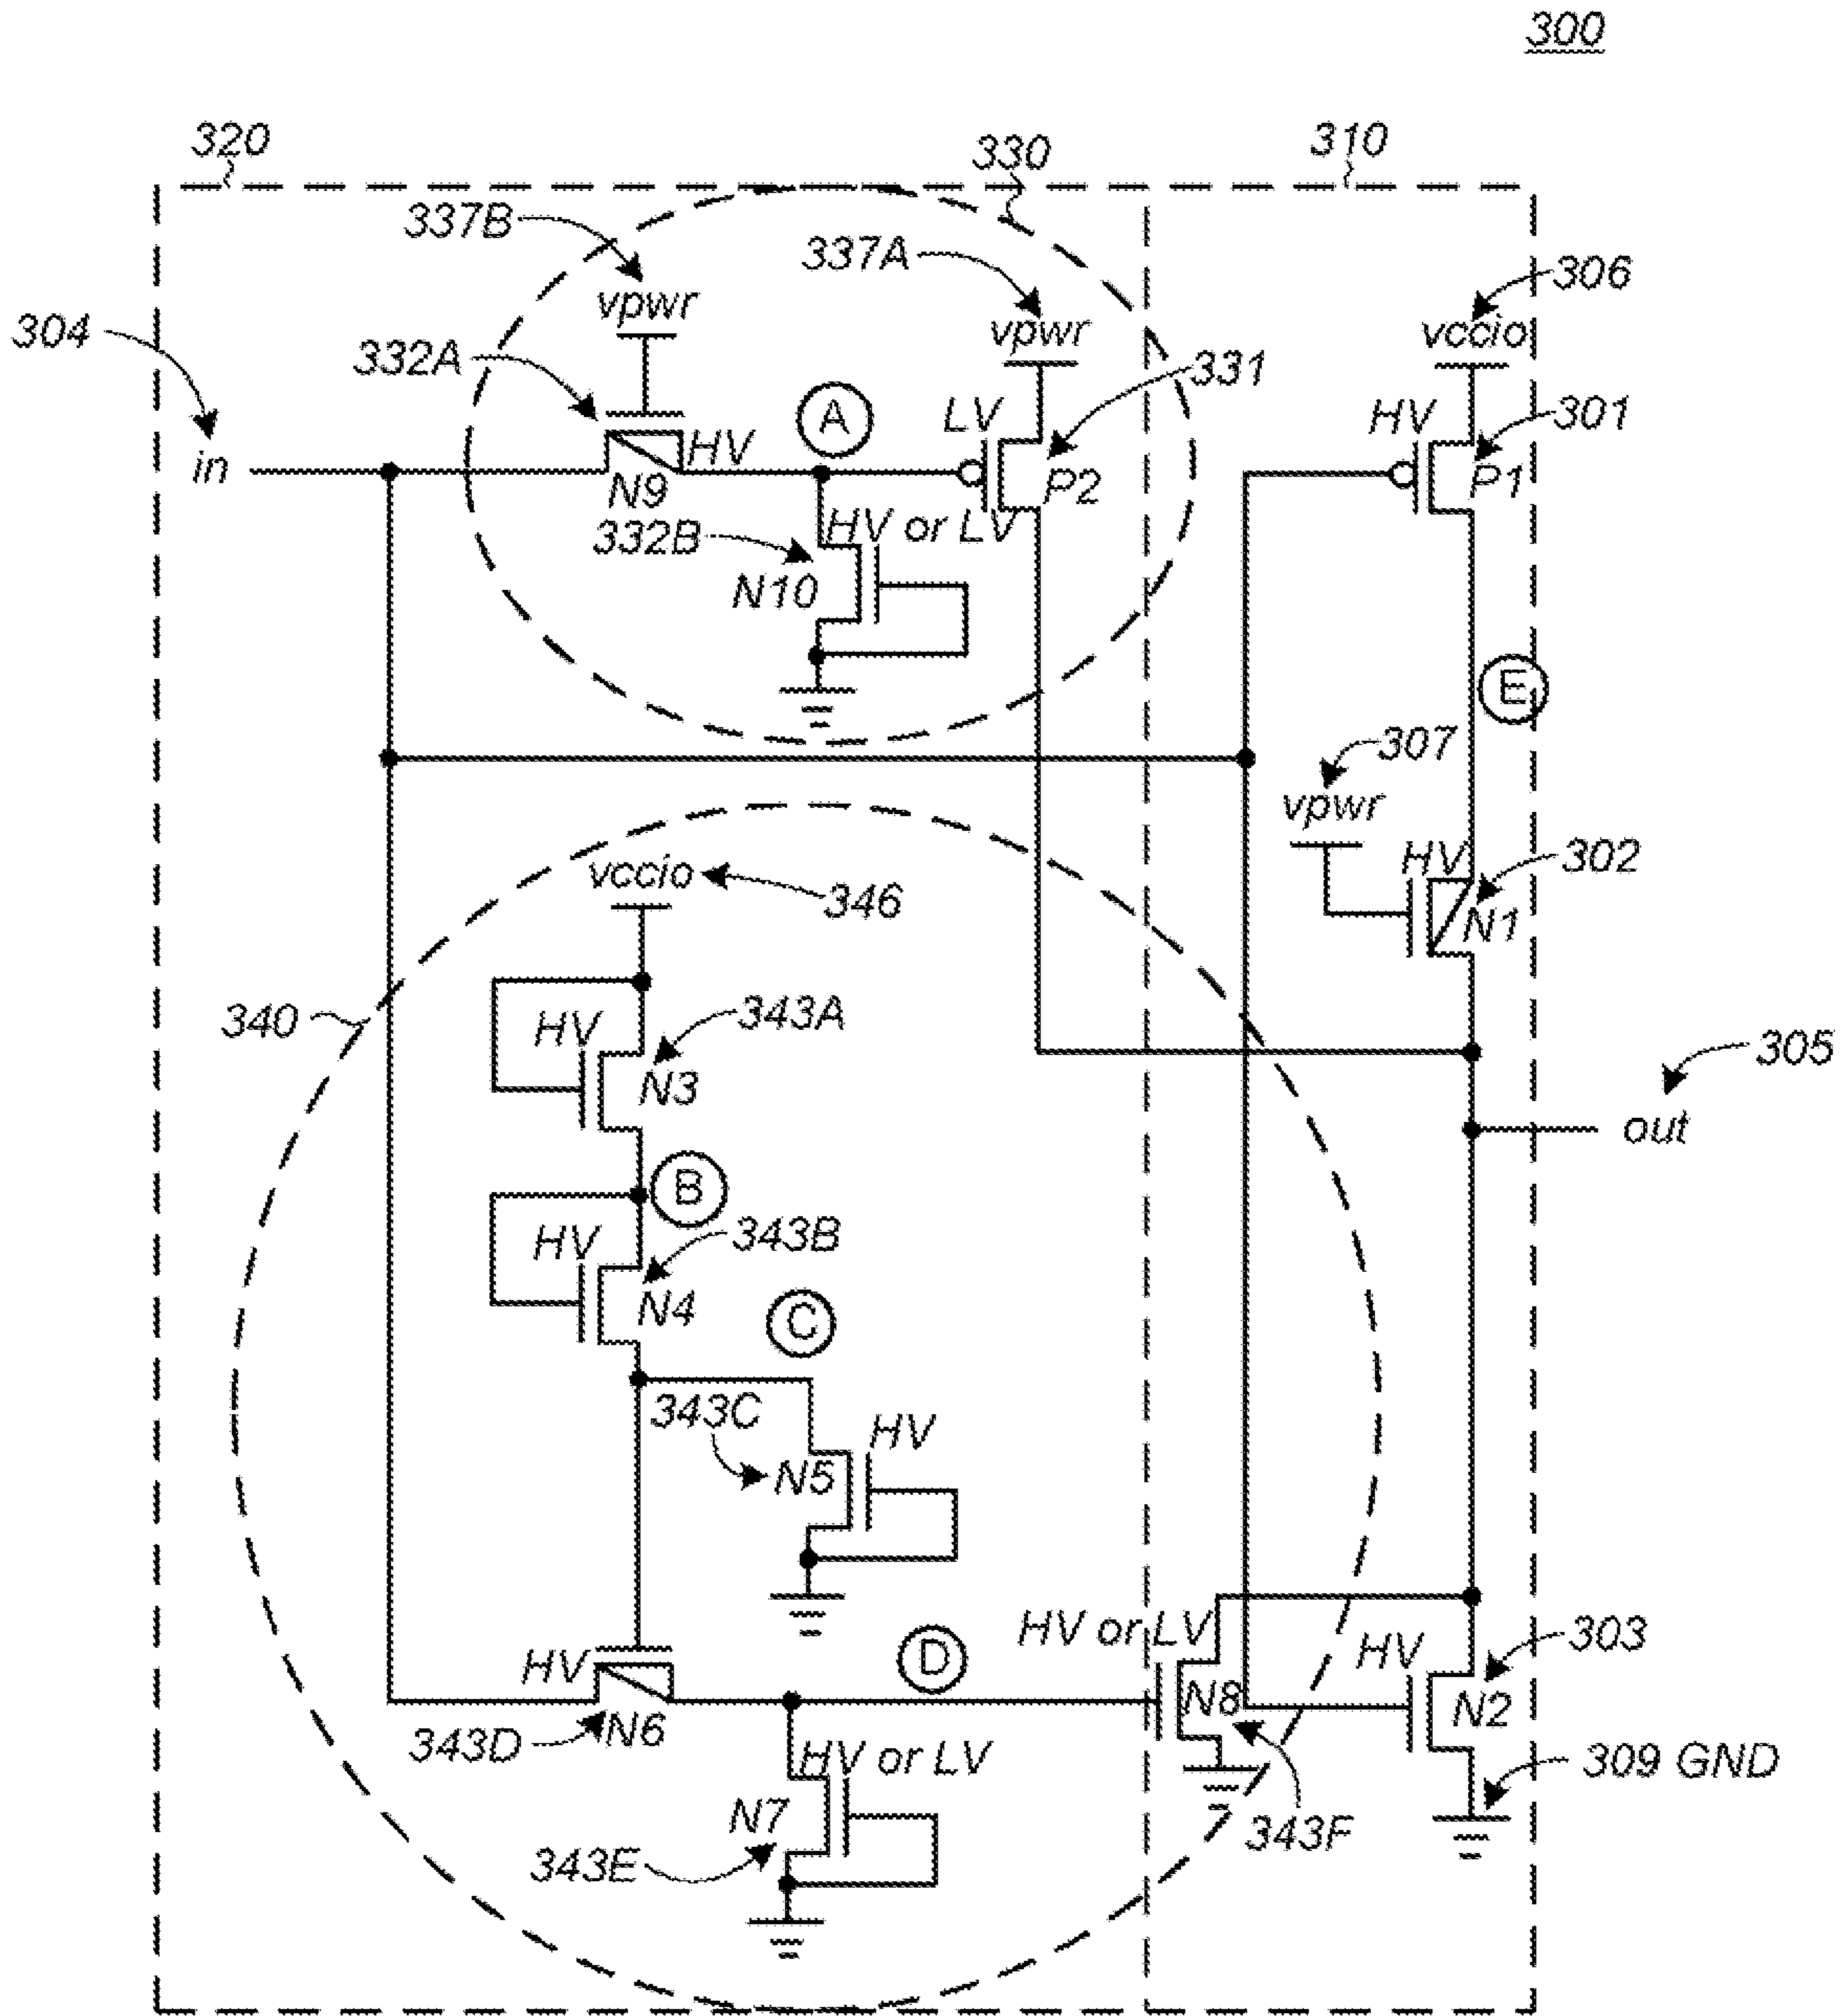 300
320
330
310
337B
337A
306
vpwr
vpwr
vccio
304
332A
331
HV
301
in
HV
A
LV
N9
P2
P1
332B
HV or LV
N10
E
307
vpwr
HV
302
N1
vccio
346
340
HV
343A
N3
305
out
B
HV
343B
N4
C
343C
HV
N5
D
HV or LV
HV
303
HV
N8
N2
343D
N6
HV or LV
309 GND
N7
343F
343E